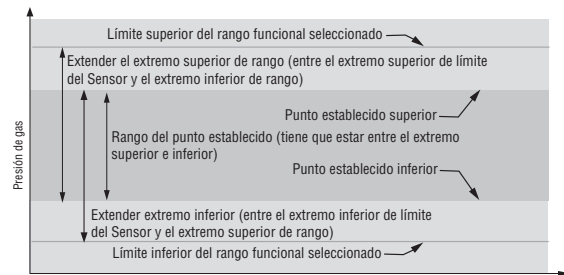 Límite superior del rango funcional seleccionado
Extender el extremo superior de rango (entre el extremo superior de límite
del Sensor y el extremo inferior de rango)
Punto establecido superior
Rango del punto establecido (tiene que estar entre el extremo
superior e inferior)
Punto establecido inferior
Presión de gas
Extender extremo inferior (entre el extremo inferior de límite
del Sensor y el extremo superior de rango)
Límite inferior del rango funcional seleccionado